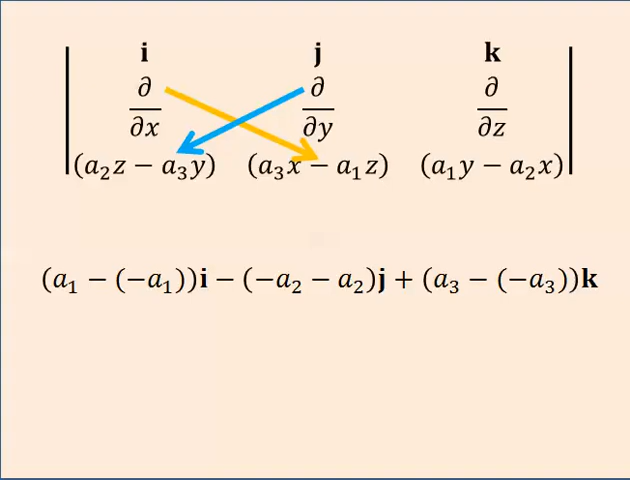 | i j k |
∂/∂x ∂/∂y ∂/∂z
(a₂z − a₃y) (a₃x − a₁z) (a₁y − a₂x)
(a₁ − (−a₁))i − (−a₂ − a₂)j + (a₃ − (−a₃))k